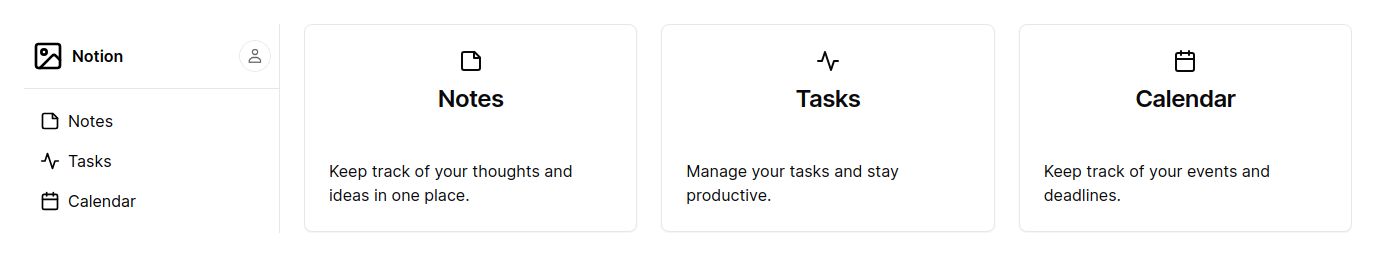 Notion
Notes
Tasks
Calendar
Notes
Keep track of your thoughts and
ideas in one place.
Tasks
Manage your tasks and stay
productive.
Calendar
Keep track of your events and
deadlines.